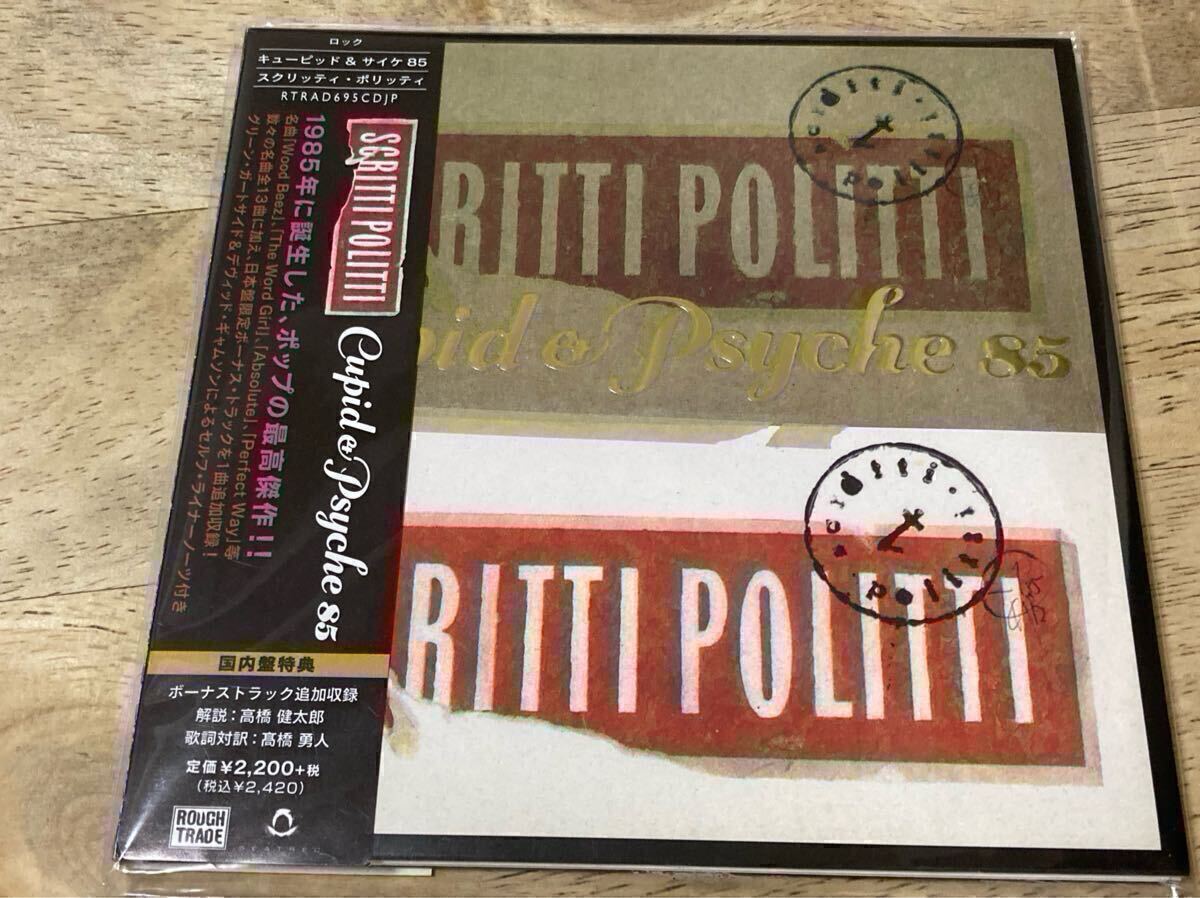 ロック
キューピッド & サイケ 85
スクリッティ・ポリッティ
RTRAD695CDJP
SCRITTI POLITTI
Cupid & Psyche 85
1985年に誕生した、ポップの最高傑作!!
名曲「Wood Beez」、「The Word Girl」、「Absolute」、「Perfect Way」等
数々の名曲全13曲に加え、日本盤限定ボーナス・トラックを1曲追加収録!
グリーン・ガートサイド&デヴィッド・ギャムソンによるセルフ・ライナーノーツ付き
国内盤特典
ボーナストラック追加収録
解説:高橋 健太郎
歌詞対訳:髙橋 勇人
定価¥2,200+税
(税込¥2,420)
ROUGH
TRADE
BEATREC
scritti・politti
RITTI POLITTI
pid & Psyche 85
scritti・politti
RITTI POLITTI